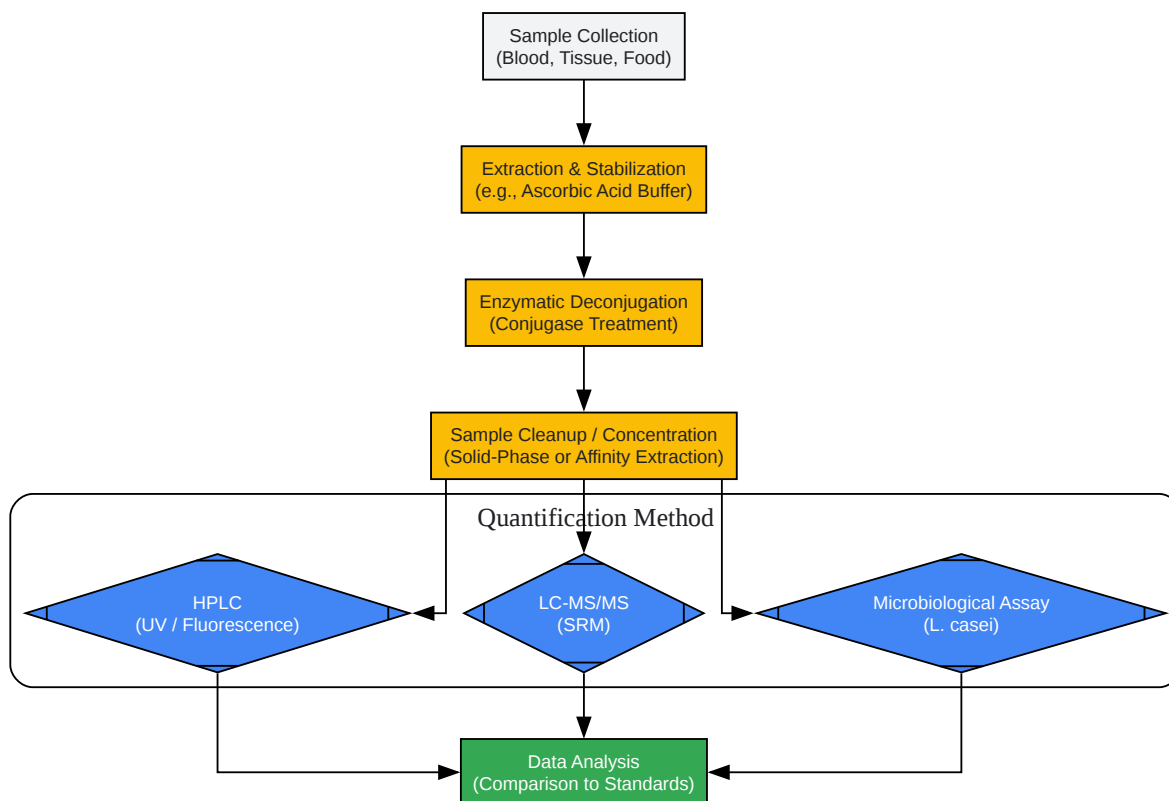 Sample Collection
(Blood, Tissue, Food)
Extraction & Stabilization
(e.g., Ascorbic Acid Buffer)
Enzymatic Deconjugation
(Conjugase Treatment)
Sample Cleanup / Concentration
(Solid-Phase or Affinity Extraction)
Quantification Method
HPLC
(UV / Fluorescence)
LC-MS/MS
(SRM)
Microbiological Assay
(L. casei)
Data Analysis
(Comparison to Standards)